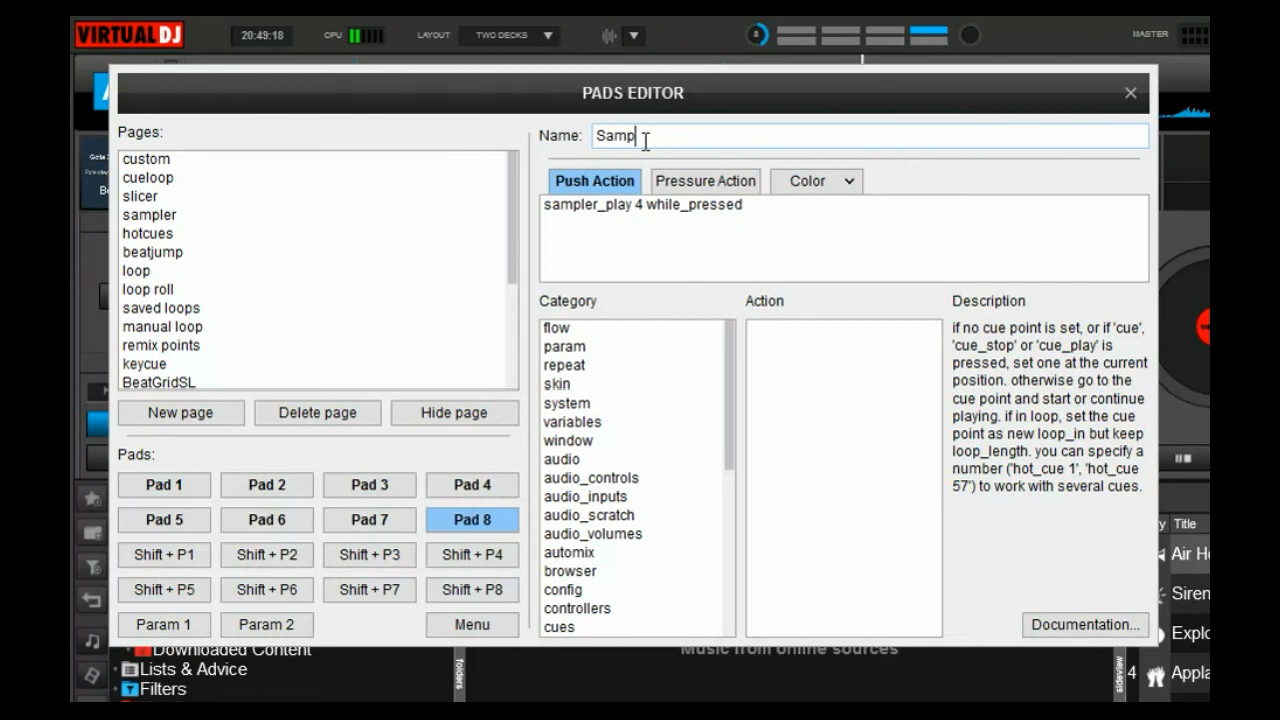 VIRTUALDJ
20:49:18
CPU
LAYOUT
TWO DECKS
8
MASTER
PADS EDITOR
Pages:
custom
cueloop
slicer
sampler
hotcues
beatjump
loop
loop roll
saved loops
manual loop
remix points
keycue
BeatGridSL
New page
Delete page
Hide page
Pads:
Pad 1
Pad 2
Pad 3
Pad 4
Pad 5
Pad 6
Pad 7
Pad 8
Shift + P1
Shift + P2
Shift + P3
Shift + P4
Shift + P5
Shift + P6
Shift + P7
Shift + P8
Param 1
Param 2
Menu
Name:
Samp
Push Action
Pressure Action
Color
sampler_play 4 while_pressed
Category
flow
param
repeat
skin
system
variables
window
audio
audio_controls
audio_inputs
audio_scratch
audio_volumes
automix
browser
config
controllers
cues
Action
Description
if no cue point is set, or if 'cue',
'cue_stop' or 'cue_play' is
pressed, set one at the current
position. otherwise go to the
cue point and start or continue
playing. if in loop, set the cue
point as new loop_in but keep
loop_length. you can specify a
number ('hot_cue 1', 'hot_cue
57') to work with several cues.
Documentation...
Title
Air H
Siren
Explo
4
Appla
Downloaded Content
Lists & Advice
Filters
folders
Music from online sources
sideview